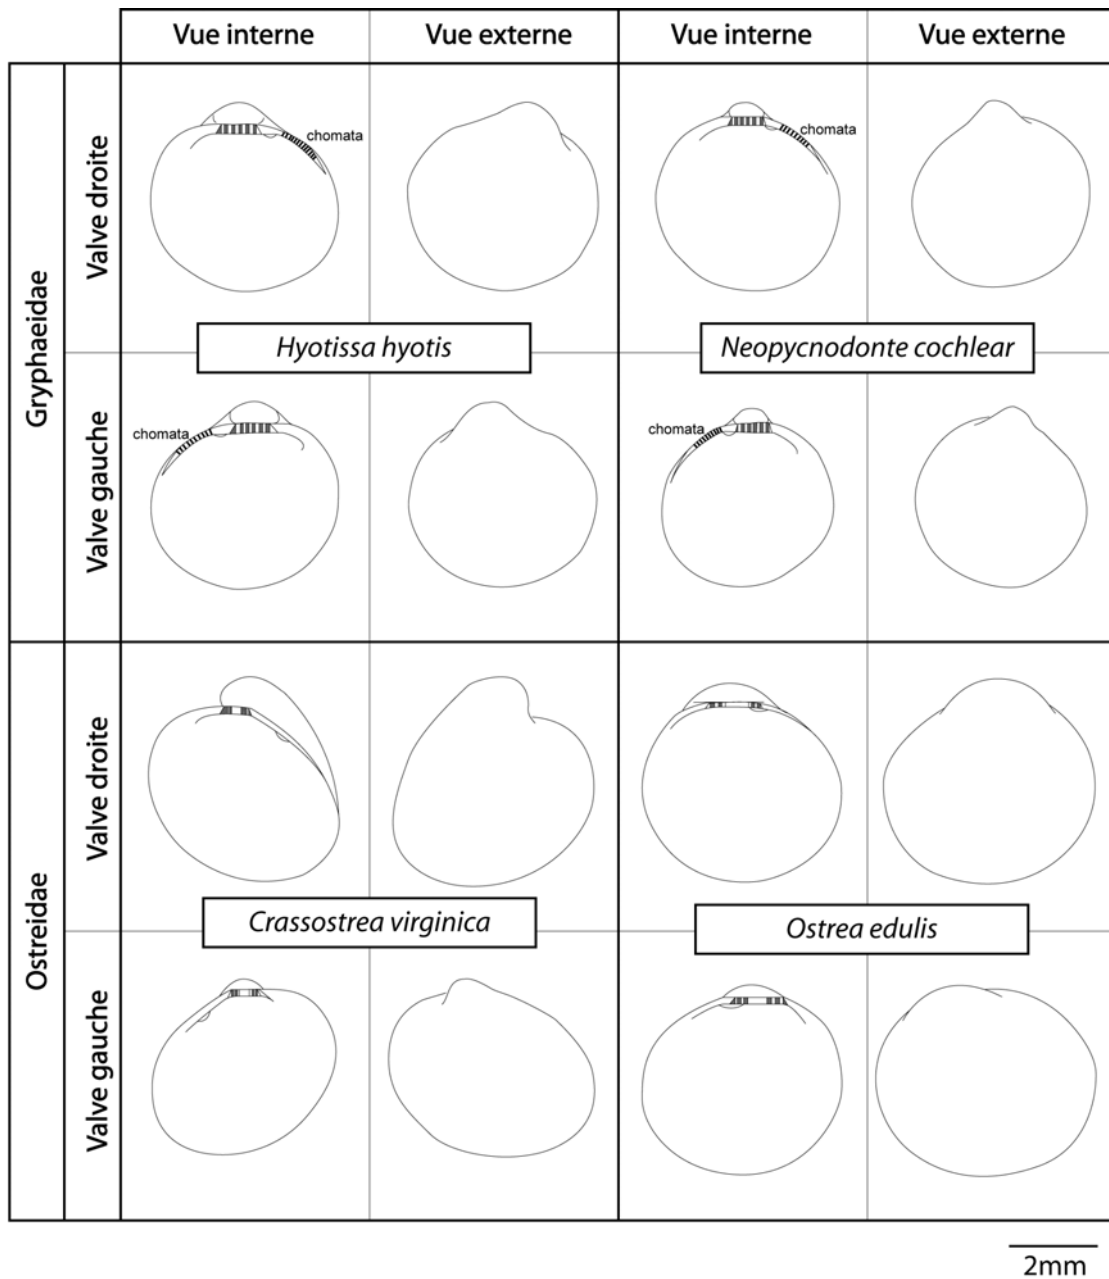 Vue interne
Vue externe
Vue interne
Vue externe
Gryphaeidae
Valve droite
chomata
chomata
Hyotissa hyotis
Neopycnodonte cochlear
Valve gauche
chomata
chomata
Ostreidae
Valve droite
Crassostrea virginica
Ostrea edulis
Valve gauche
2mm